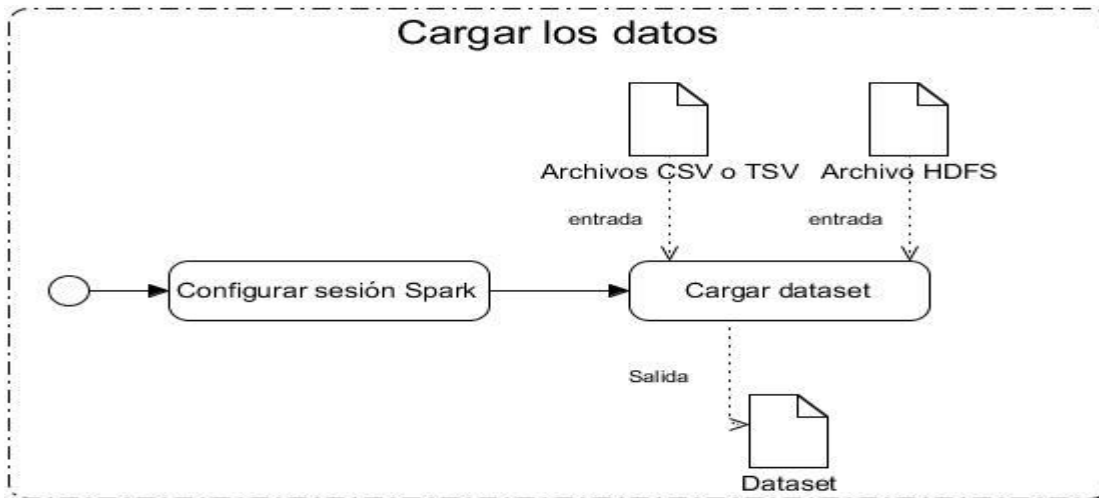 Cargar los datos
Archivos CSV o TSV
Archivo HDFS
entrada
entrada
Configurar sesión Spark
Cargar dataset
Salida
Dataset